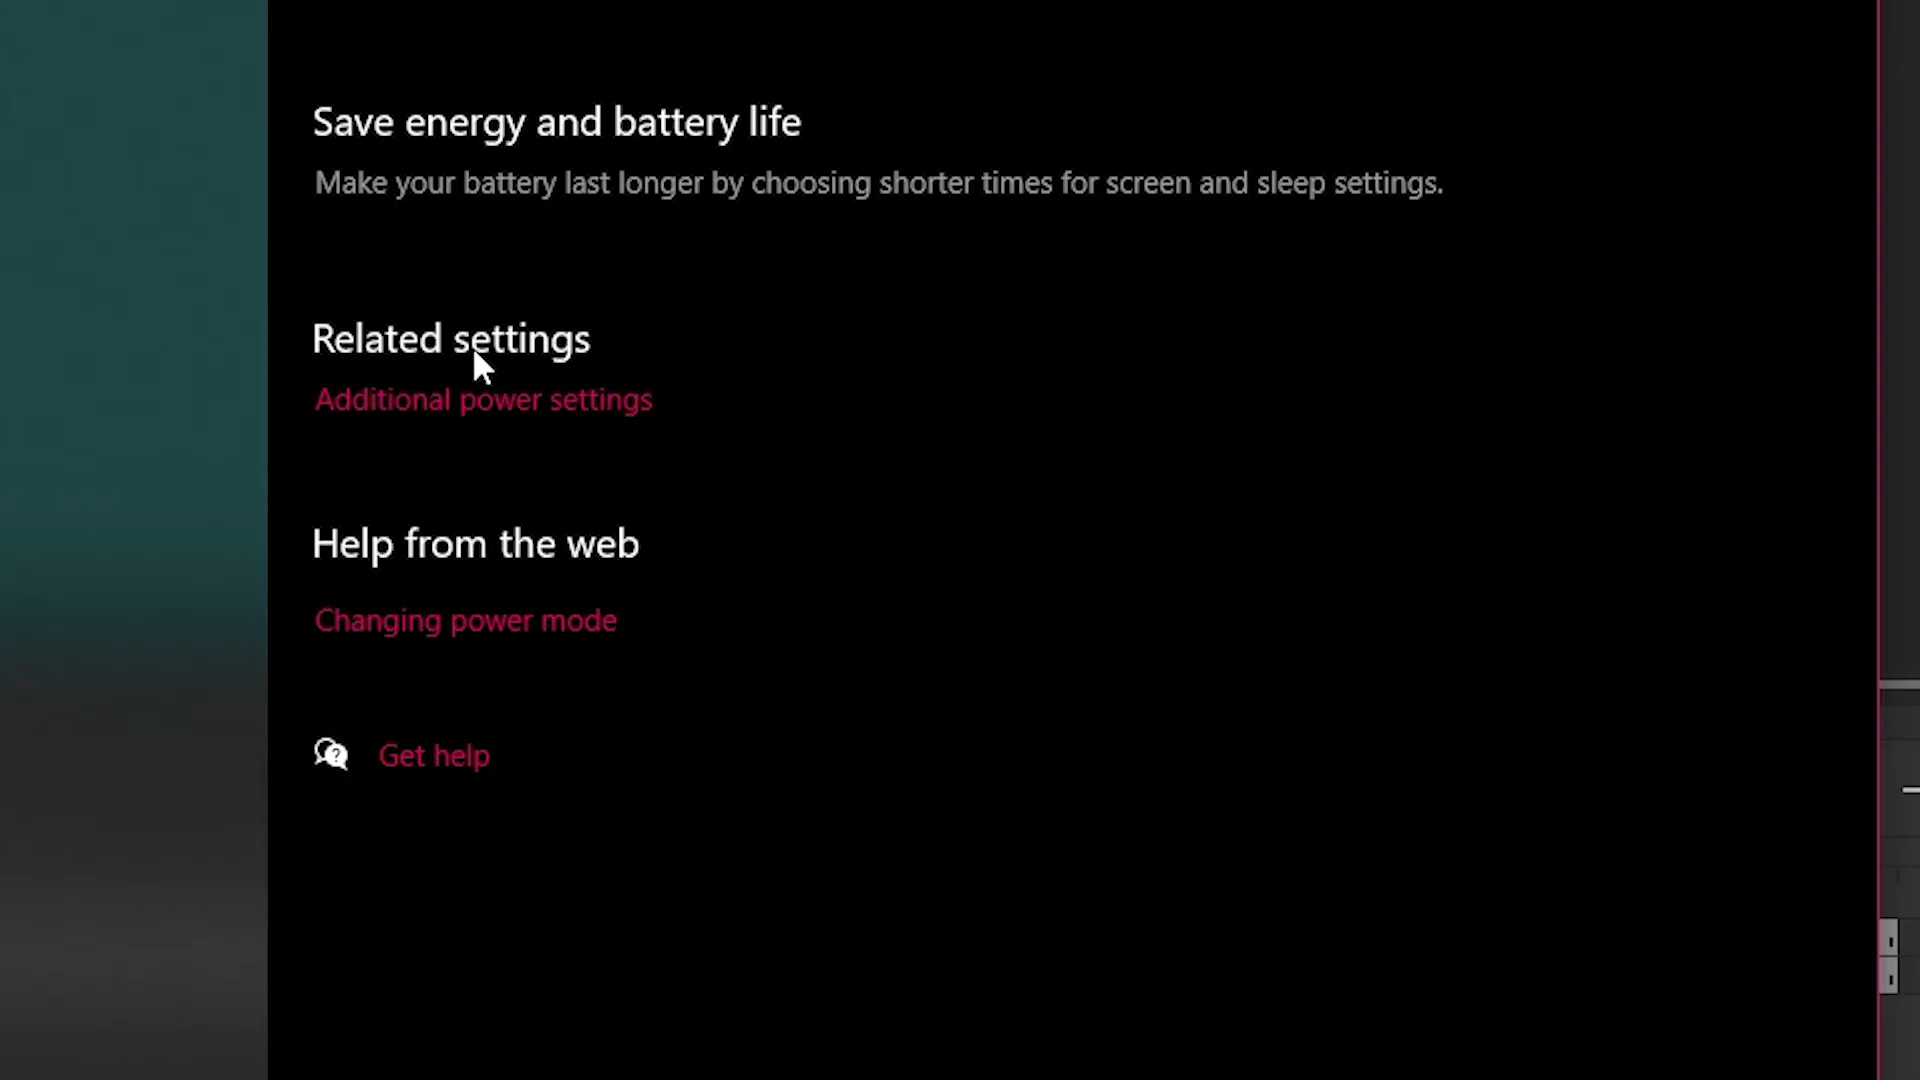 Save energy and battery life
Make your battery last longer by choosing shorter times for screen and sleep settings.
Related settings
Additional power settings
Help from the web
Changing power mode
Get help